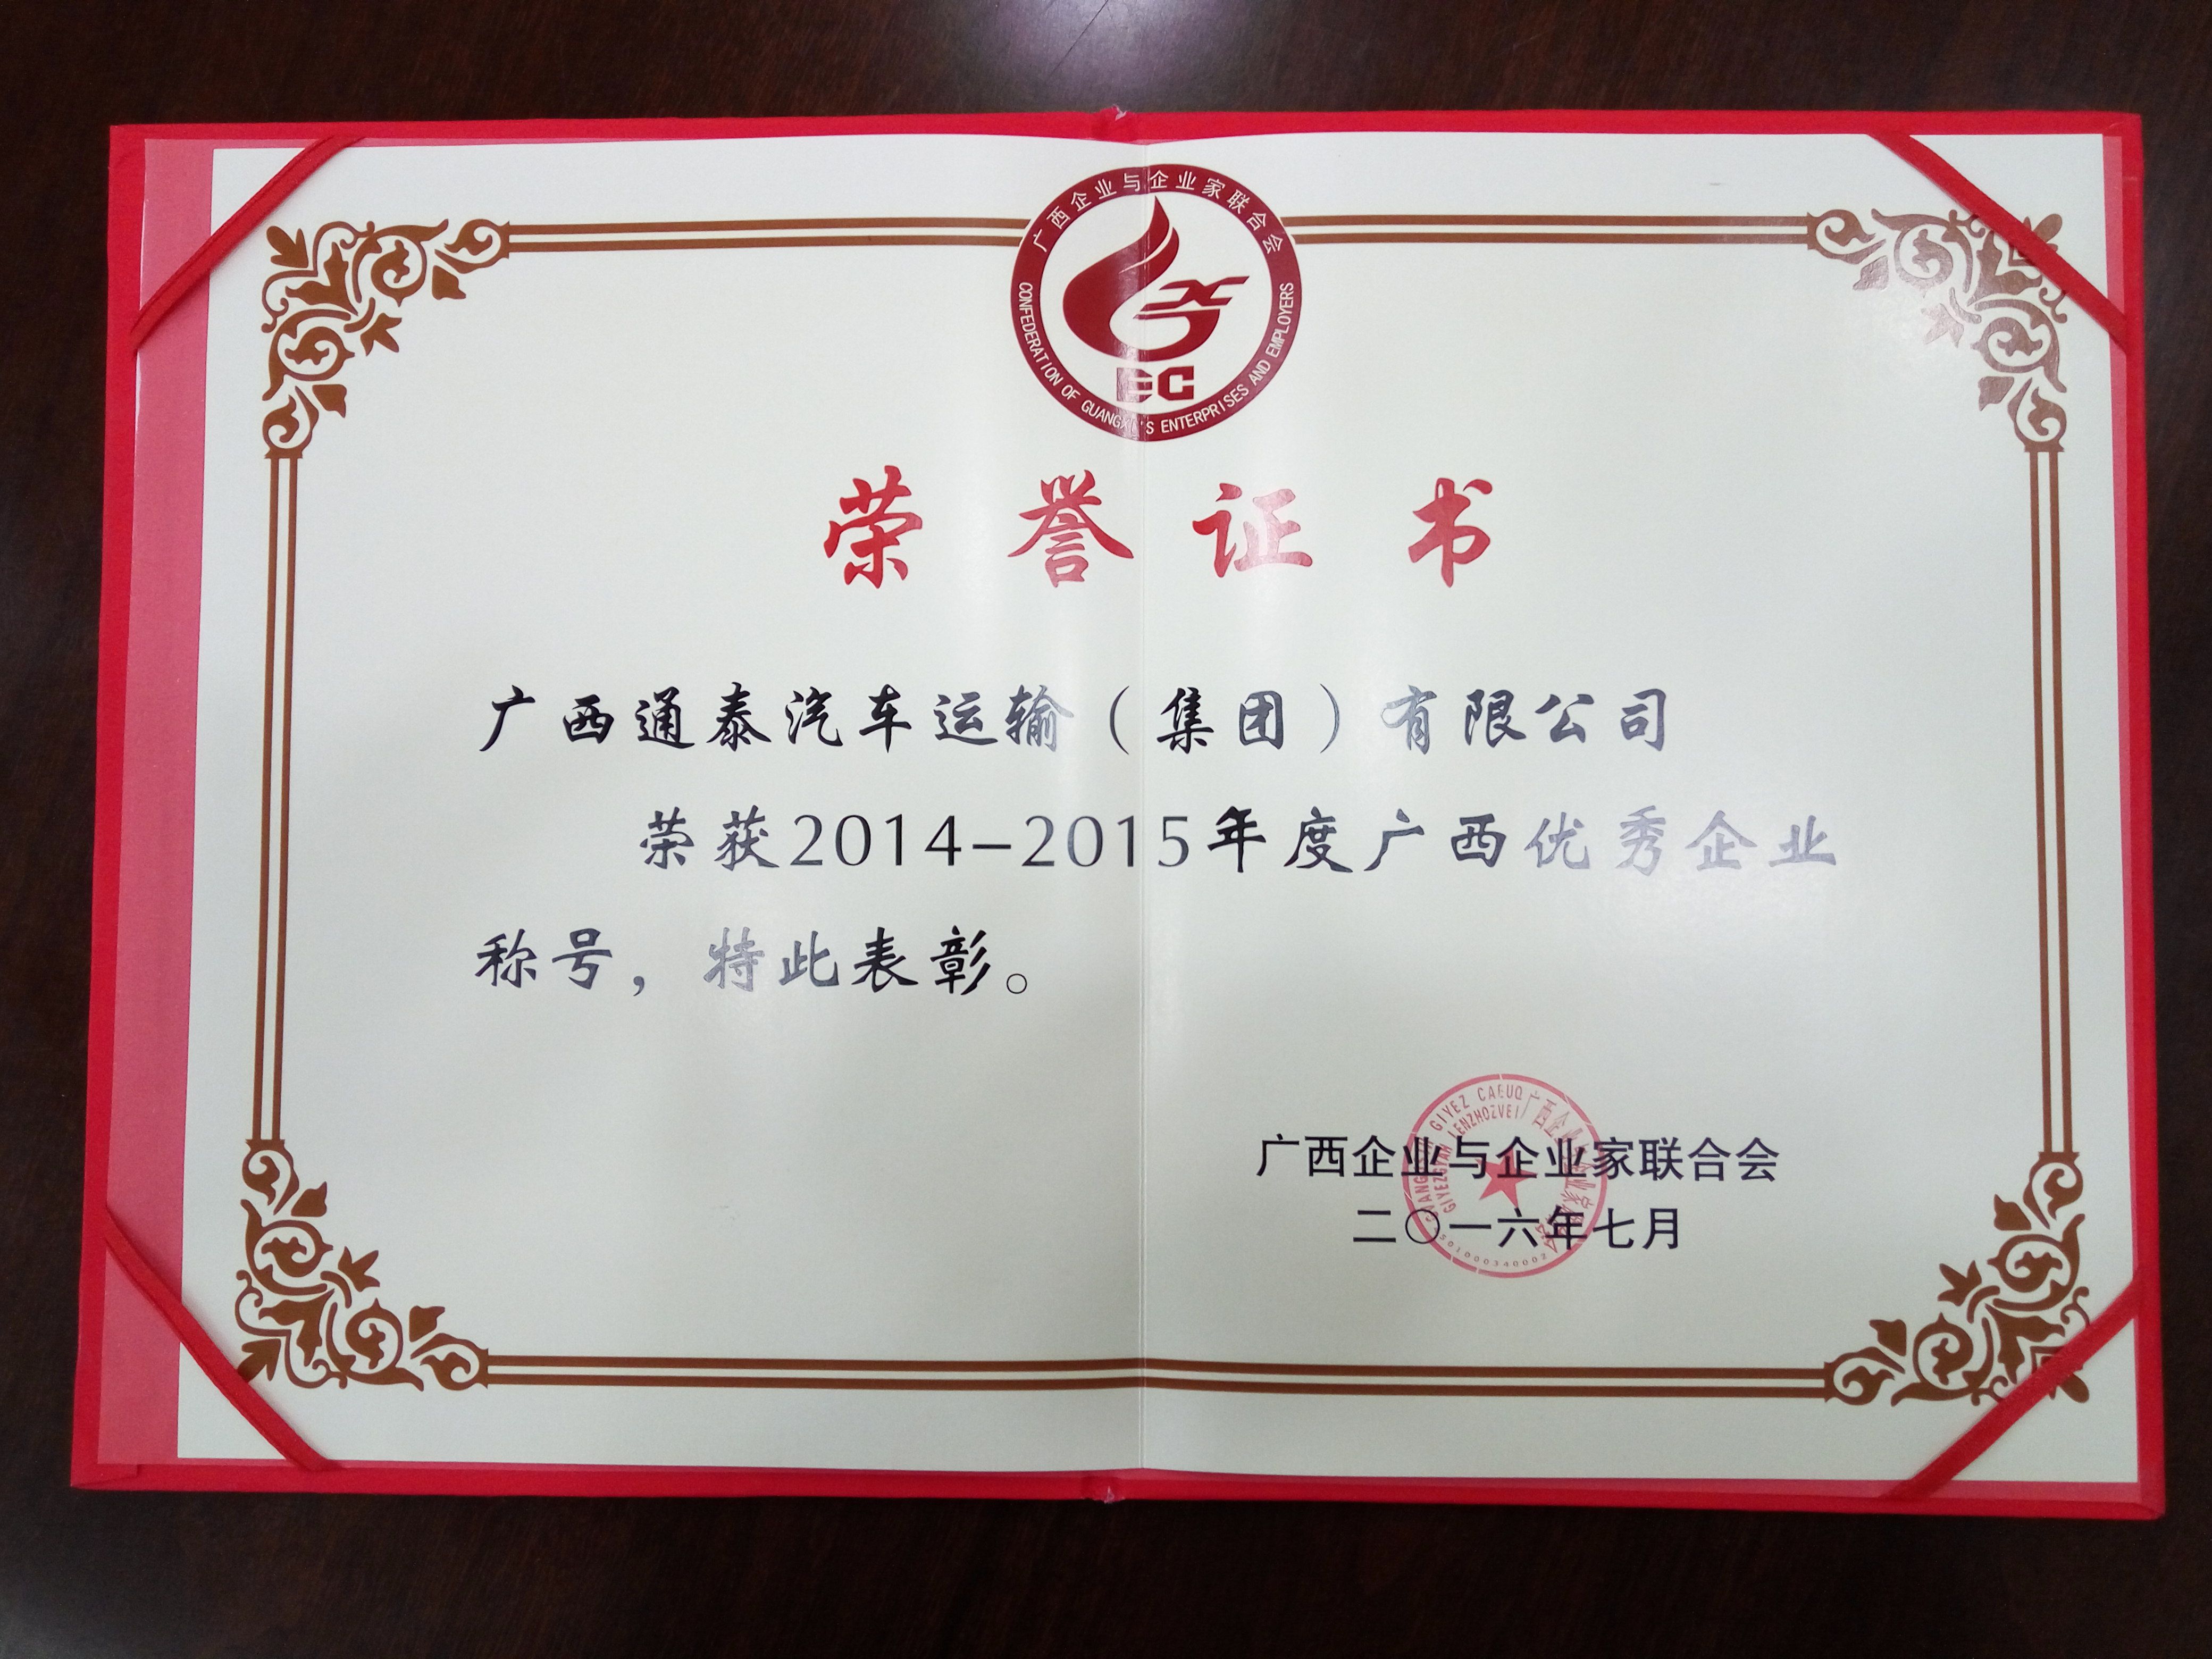 广西企业与企业家联合会
CONFEDERATION OF GUANGXI'S ENTERPRISES AND EMPLOYERS
EC
荣誉证书
广西通泰汽车运输（集团）有限公司
荣获2014-2015年度广西优秀企业
称号，特此表彰。
广西企业与企业家联合会
二〇一六年七月